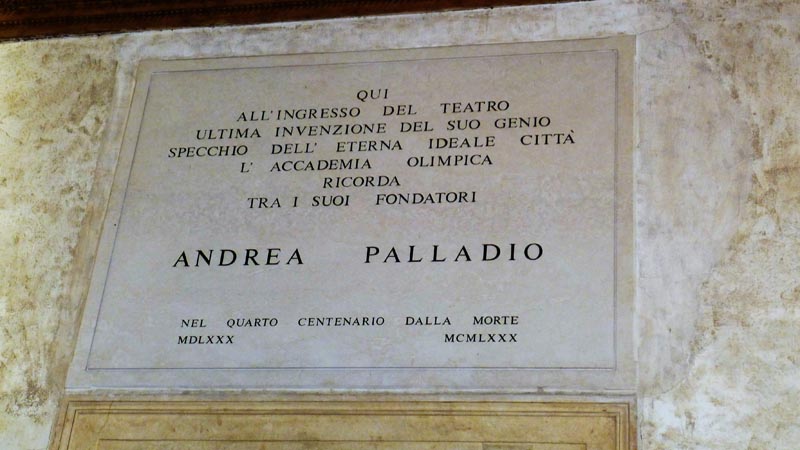 QUI
ALL'INGRESSO DEL TEATRO
ULTIMA INVENZIONE DEL SUO GENIO
SPECCHIO DELL' ETERNA IDEALE CITTÀ
L' ACCADEMIA OLIMPICA
RICORDA
TRA I SUOI FONDATORI
ANDREA PALLADIO
NEL QUARTO CENTENARIO DALLA MORTE
MDLXXX MCMLXXX